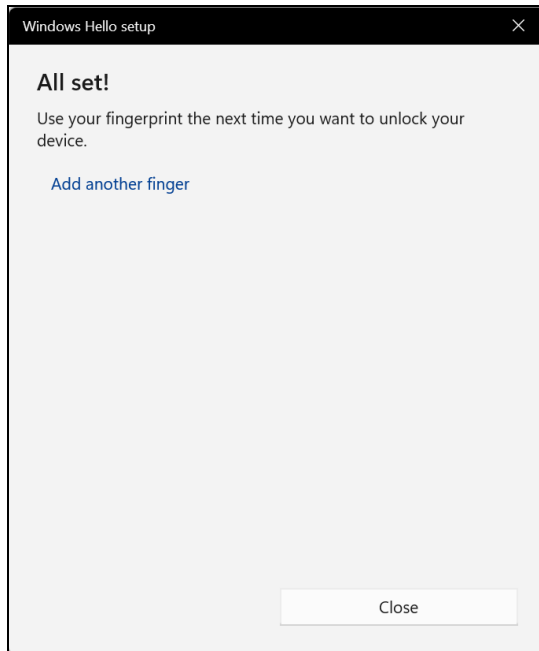 Windows Hello setup
All set!
Use your fingerprint the next time you want to unlock your
device.
Add another finger
Close